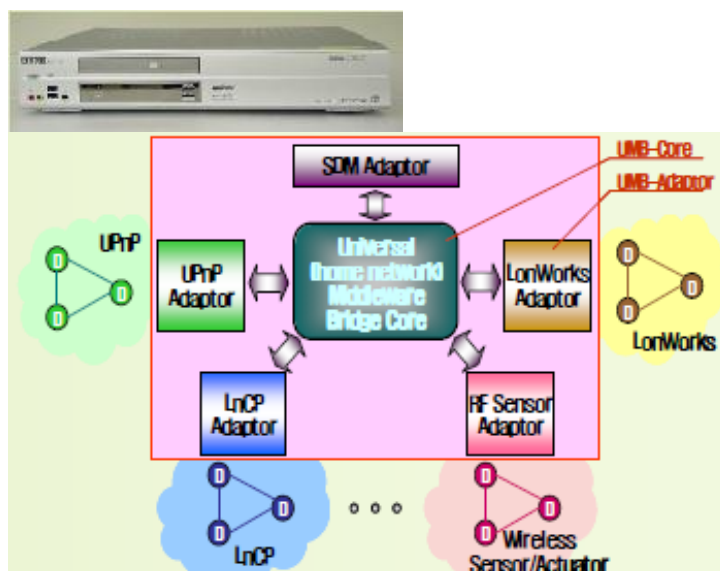 SDM Adaptor
UMB-Core
UMB-Adaptor
UPnP
UPnP
Adaptor
Universal
(home network)
Middleware
Bridge Core
LonWorks
Adaptor
LonWorks
LnCP
Adaptor
RF Sensor
Adaptor
D
D
D
D
D
D
D
D
D
D
D
D
LnCP
Wireless
Sensor/Actuator